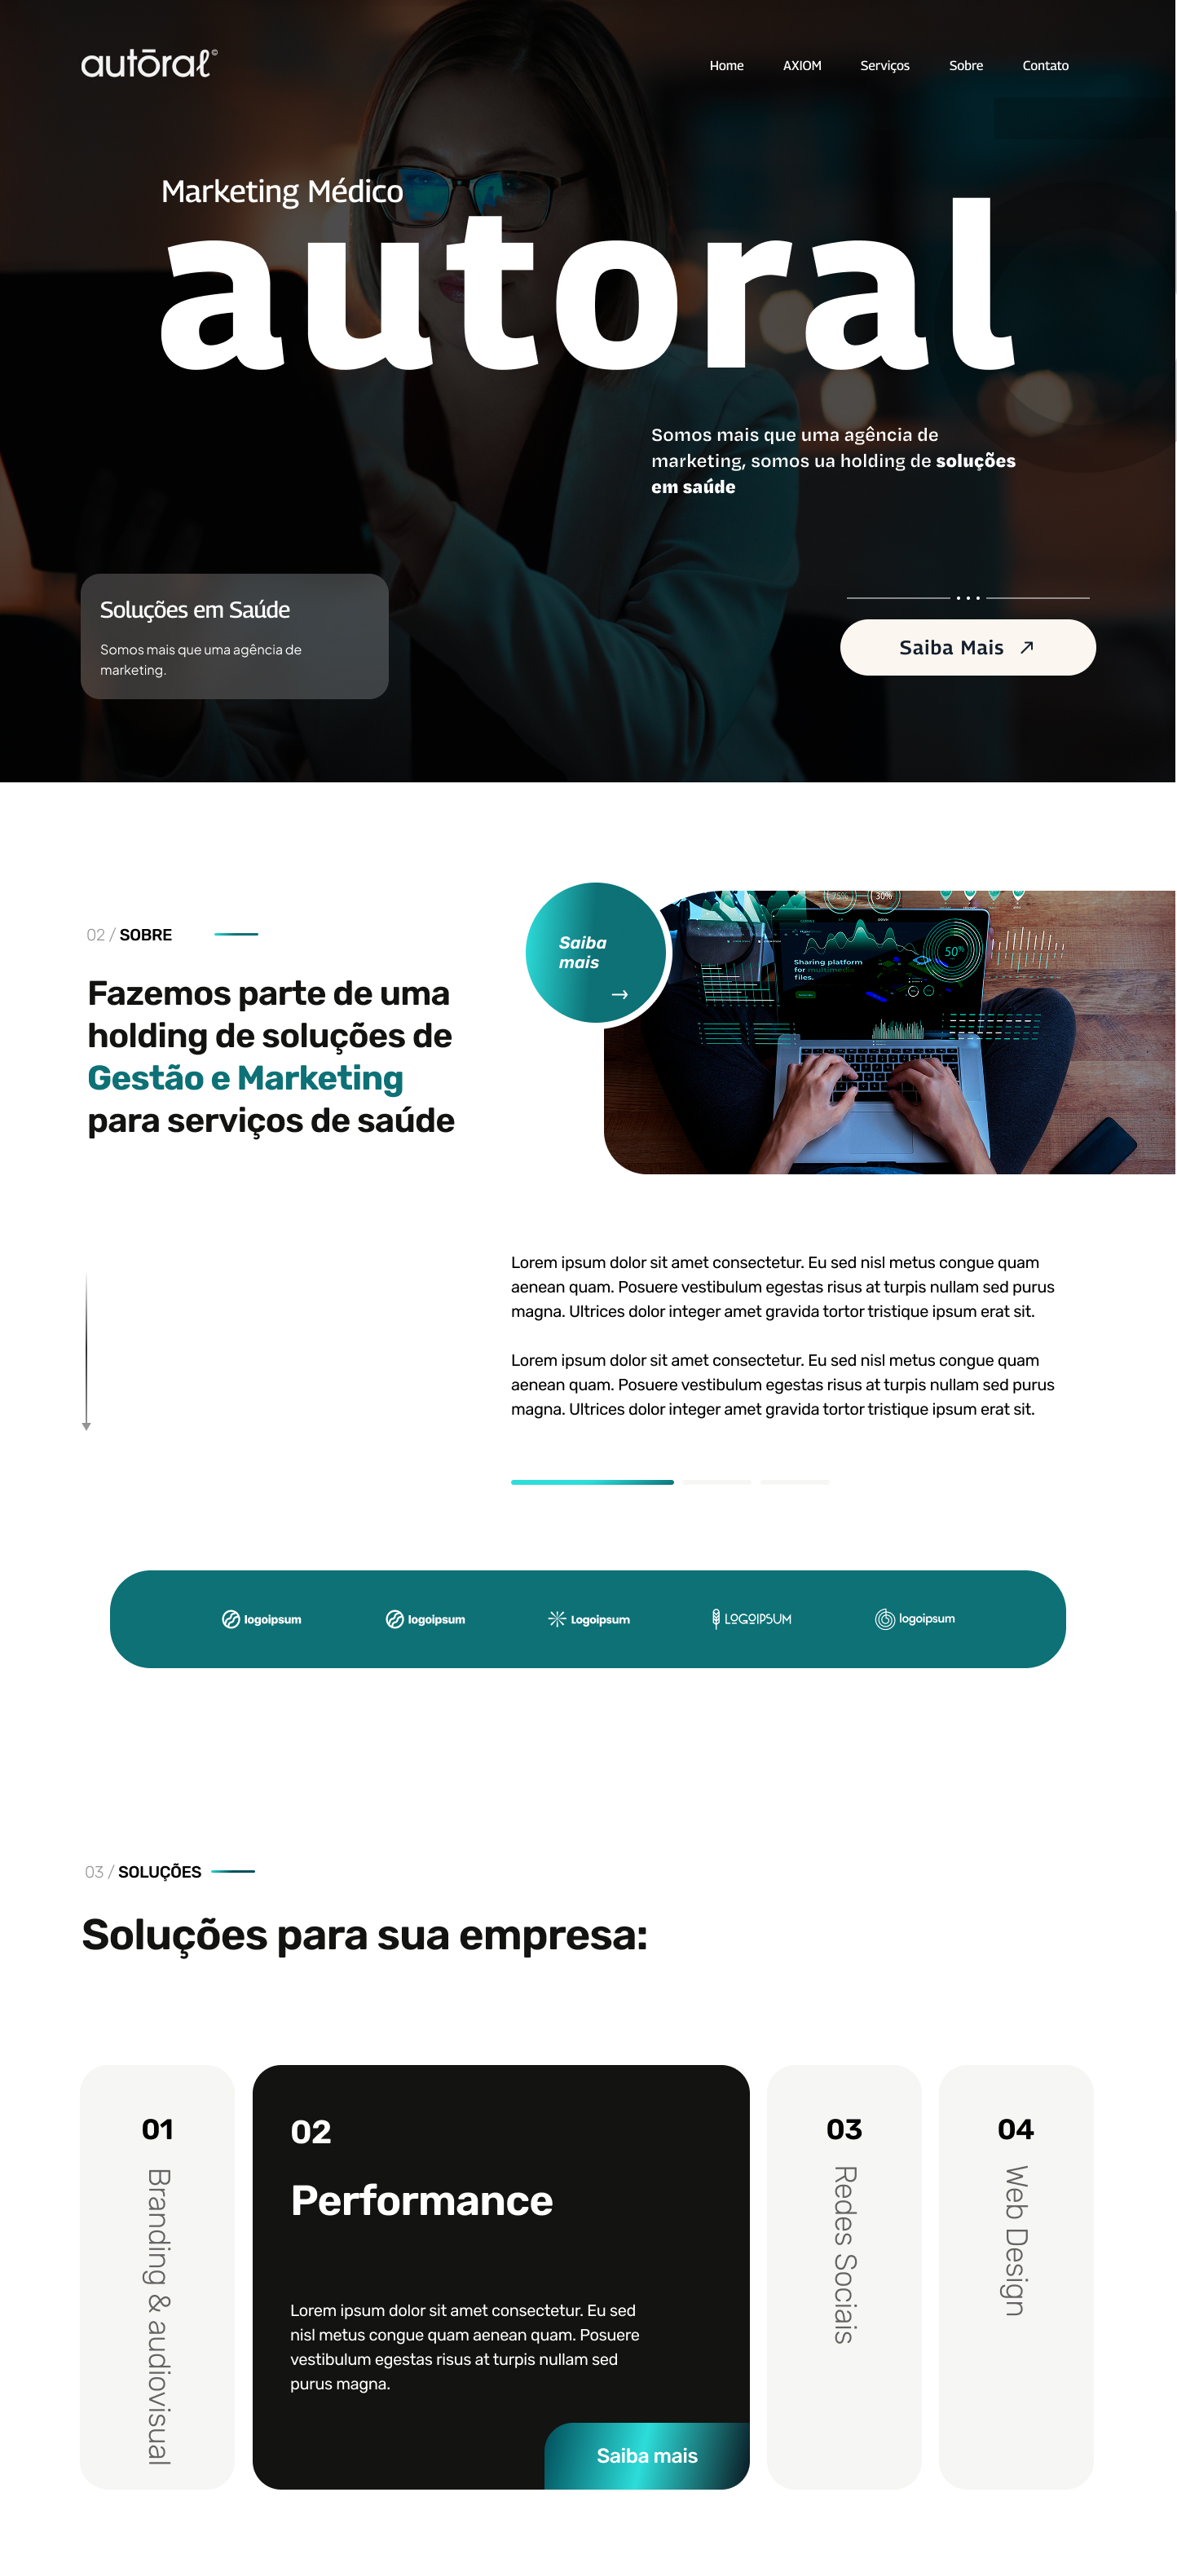 autōral©
Home
AXIOM
Serviços
Sobre
Contato
Marketing Médico
autoral
Somos mais que uma agência de
marketing, somos ua holding de soluções
em saúde
Soluções em Saúde
Somos mais que uma agência de
marketing.
Saiba Mais
02 / SOBRE
Fazemos parte de uma
holding de soluções de
Gestão e Marketing
para serviços de saúde
Saiba
mais
75%
30%
50%
Sharing platform
for multimedia
files.
Lorem ipsum dolor sit amet consectetur. Eu sed nisl metus congue quam
aenean quam. Posuere vestibulum egestas risus at turpis nullam sed purus
magna. Ultrices dolor integer amet gravida tortor tristique ipsum erat sit.
Lorem ipsum dolor sit amet consectetur. Eu sed nisl metus congue quam
aenean quam. Posuere vestibulum egestas risus at turpis nullam sed purus
magna. Ultrices dolor integer amet gravida tortor tristique ipsum erat sit.
logoipsum
logoipsum
Logoipsum
LOGOIPSUM
logoipsum
03 / SOLUÇÕES
Soluções para sua empresa:
01
Branding & audiovisual
02
Performance
Lorem ipsum dolor sit amet consectetur. Eu sed
nisl metus congue quam aenean quam. Posuere
vestibulum egestas risus at turpis nullam sed
purus magna.
Saiba mais
03
Redes Sociais
04
Web Design